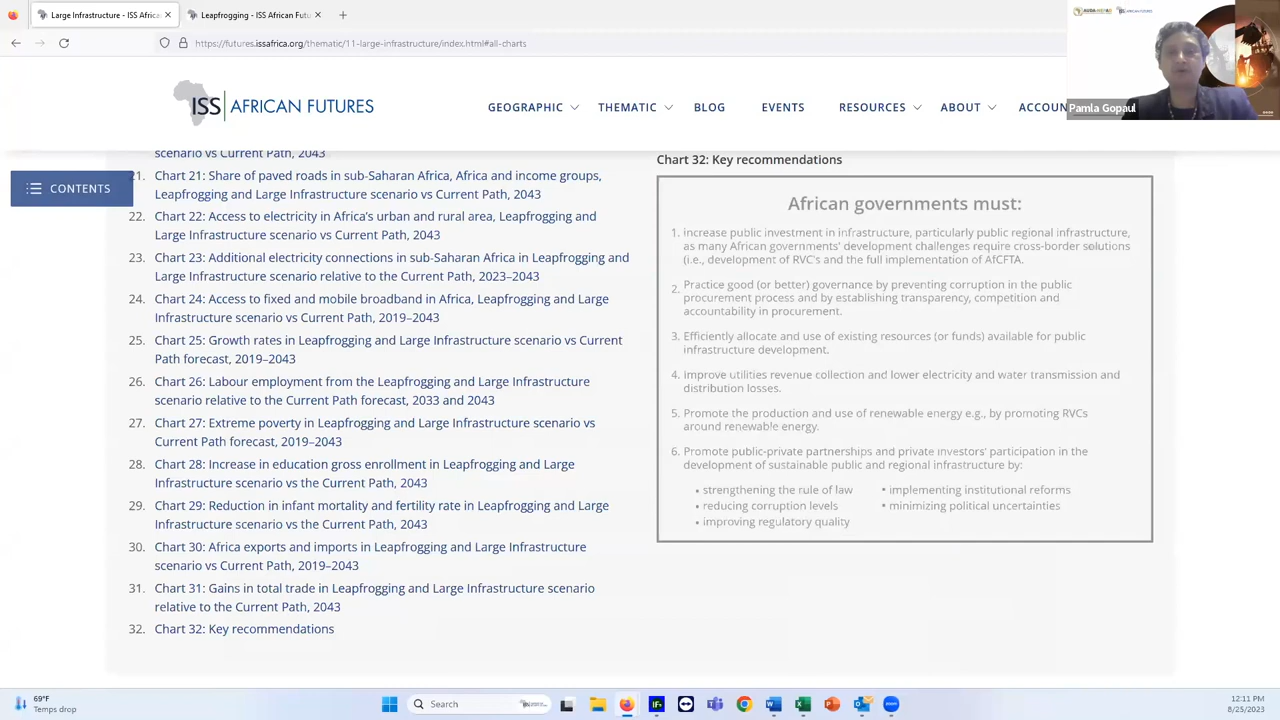 Large Infrastructure - ISS Africa
Leapfrogging - ISS African Futu
https://futures.issafrica.org/thematic/11-large-infrastructure/index.html#all-charts
Pamla Gopaul
ISS AFRICAN FUTURES
GEOGRAPHIC
THEMATIC
BLOG
EVENTS
RESOURCES
ABOUT
ACCOUN
CONTENTS
scenario vs Current Path, 2043
21. Chart 21: Share of paved roads in sub-Saharan Africa, Africa and income groups,
Leapfrogging and Large Infrastructure scenario vs Current Path, 2043
22. Chart 22: Access to electricity in Africa's urban and rural area, Leapfrogging and
Large Infrastructure scenario vs Current Path, 2043
23. Chart 23: Additional electricity connections in sub-Saharan Africa in Leapfrogging and
Large Infrastructure scenario relative to the Current Path, 2023–2043
24. Chart 24: Access to fixed and mobile broadband in Africa, Leapfrogging and Large
Infrastructure scenario vs Current Path, 2019–2043
25. Chart 25: Growth rates in Leapfrogging and Large Infrastructure scenario vs Current
Path forecast, 2019–2043
26. Chart 26: Labour employment from the Leapfrogging and Large Infrastructure
scenario relative to the Current Path forecast, 2033 and 2043
27. Chart 27: Extreme poverty in Leapfrogging and Large Infrastructure scenario vs
Current Path forecast, 2019–2043
28. Chart 28: Increase in education gross enrollment in Leapfrogging and Large
Infrastructure scenario vs the Current Path, 2043
29. Chart 29: Reduction in infant mortality and fertility rate in Leapfrogging and Large
Infrastructure scenario vs the Current Path, 2043
30. Chart 30: Africa exports and imports in Leapfrogging and Large Infrastructure
scenario vs Current Path, 2019–2043
31. Chart 31: Gains in total trade in Leapfrogging and Large Infrastructure scenario
relative to the Current Path, 2043
32. Chart 32: Key recommendations
Chart 32: Key recommendations
African governments must:
1. Increase public investment in infrastructure, particularly public regional infrastructure,
as many African governments' development challenges require cross-border solutions
(i.e., development of RVC's and the full implementation of AfCFTA.
2. Practice good (or better) governance by preventing corruption in the public
procurement process and by establishing transparency, competition and
accountability in procurement.
3. Efficiently allocate and use of existing resources (or funds) available for public
infrastructure development.
4. Improve utilities revenue collection and lower electricity and water transmission and
distribution losses.
5. Promote the production and use of renewable energy e.g., by promoting RVCs
around renewable energy.
6. Promote public-private partnerships and private investors' participation in the
development of sustainable public and regional infrastructure by:
• strengthening the rule of law
• reducing corruption levels
• improving regulatory quality
• implementing institutional reforms
• minimizing political uncertainties
69°F
Temps drop
Search
12:11 PM
8/25/2023